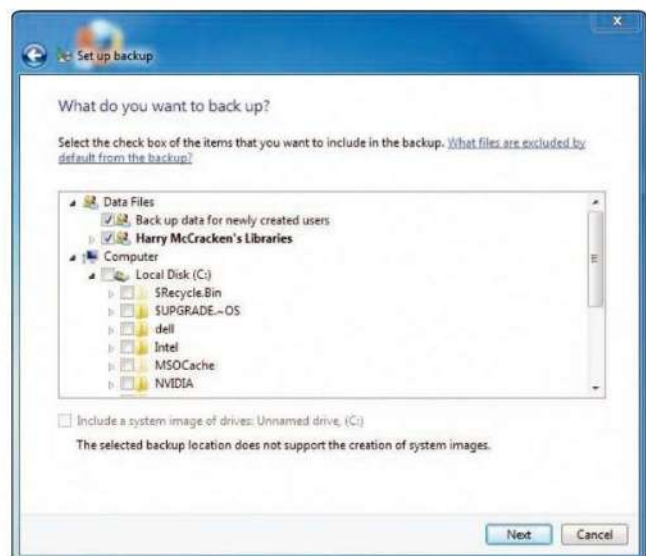 Set up backup
What do you want to back up?
Select the check box of the items that you want to include in the backup. What files are excluded by
default from the backup?
Data Files
Back up data for newly created users
Harry McCracken's Libraries
Computer
Local Disk (C:)
$Recycle.Bin
$UPGRADE.~OS
dell
Intel
MSOCache
NVIDIA
Include a system image of drives: Unnamed drive, (C:)
The selected backup location does not support the creation of system images.
Next Cancel